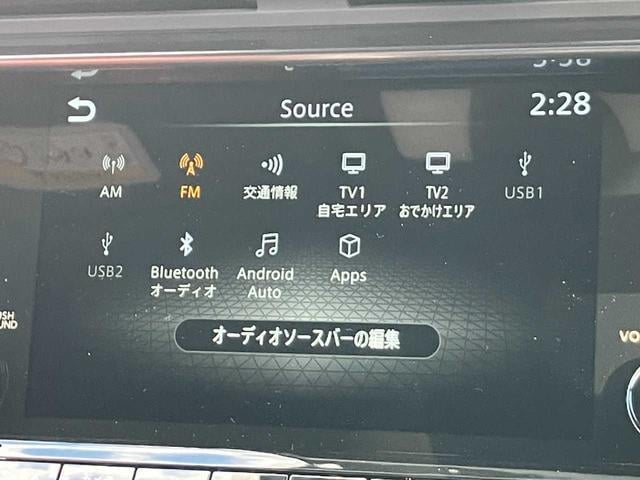 Source
2:28
AM
FM
交通情報
TV1
自宅エリア
TV2
おでかけエリア
USB1
USB2
Bluetooth
オーディオ
Android
Auto
Apps
オーディオソースバーの編集
VO